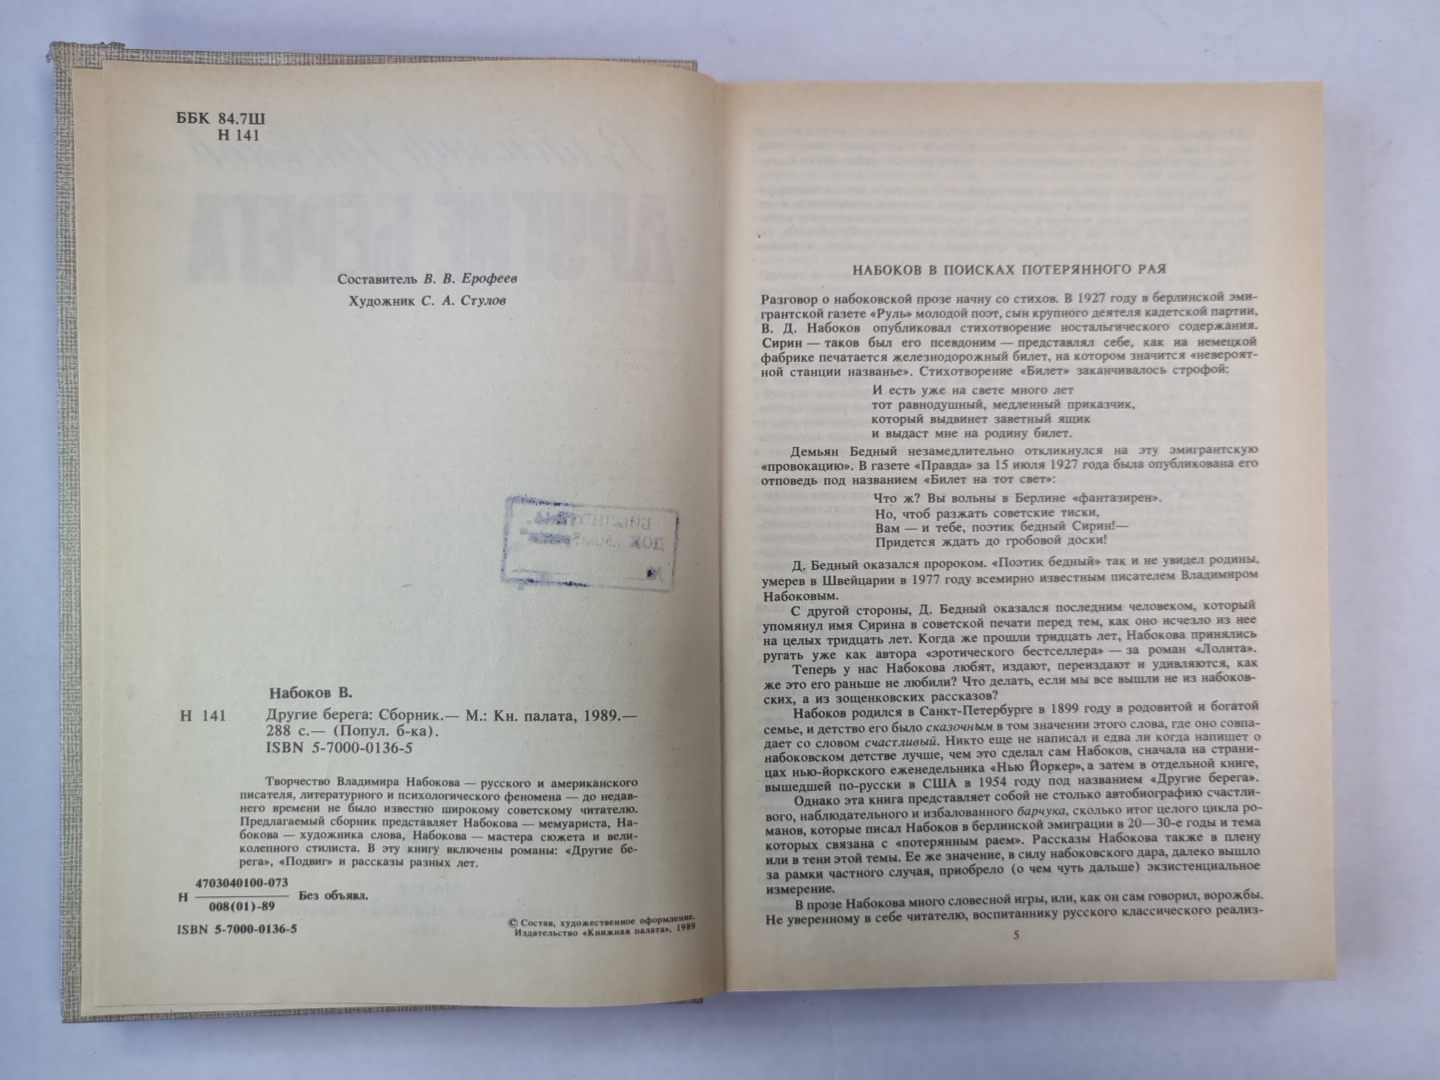 ББК 84.7Ш
Н 141
Составитель В. В. Ерофеев
Художник С. А. Стулов
Набоков В.
Н 141 Другие берега: Сборник.— М.: Кн. палата, 1989.—
288 с.— (Попул. б-ка).
ISBN 5-7000-0136-5
Творчество Владимира Набокова — русского и американского
писателя, литературного и психологического феномена — до недав-
него времени не было известно широкому советскому читателю.
Предлагаемый сборник представляет Набокова — мемуариста, На-
бокова — художника слова, Набокова — мастера сюжета и вели-
колепного стилиста. В эту книгу включены романы: «Другие бе-
рега», «Подвиг» и рассказы разных лет.
4703040100-073
Н Без объявл.
008(01)-89
ISBN 5-7000-0136-5
© Состав, художественное оформление.
Издательство «Книжная палата», 1989
НАБОКОВ В ПОИСКАХ ПОТЕРЯННОГО РАЯ
Разговор о набоковской прозе начну со стихов. В 1927 году в берлинской эми-
грантской газете «Руль» молодой поэт, сын крупного деятеля кадетской партии,
В. Д. Набоков опубликовал стихотворение ностальгического содержания.
Сирин — таков был его псевдоним — представлял себе, как на немецкой
фабрике печатается железнодорожный билет, на котором значится «невероят-
ной станции названье». Стихотворение «Билет» заканчивалось строфой:
И есть уже на свете много лет
тот равнодушный, медленный приказчик,
который выдвинет заветный ящик
и выдаст мне на родину билет.
Демьян Бедный незамедлительно откликнулся на эту эмигрантскую
«провокацию». В газете «Правда» за 15 июля 1927 года была опубликована его
отповедь под названием «Билет на тот свет»:
Что ж? Вы вольны в Берлине «фантазирен».
Но, чтоб разжать советские тиски,
Вам — и тебе, поэтик бедный Сирин!—
Придется ждать до гробовой доски!
Д. Бедный оказался пророком. «Поэтик бедный» так и не увидел родины,
умерев в Швейцарии в 1977 году всемирно известным писателем Владимиром
Набоковым.
С другой стороны, Д. Бедный оказался последним человеком, который
упомянул имя Сирина в советской печати перед тем, как оно исчезло из нее
на целых тридцать лет. Когда же прошли тридцать лет, Набокова принялись
ругать уже как автора «эротического бестселлера» — за роман «Лолита».
Теперь у нас Набокова любят, издают, переиздают и удивляются, как
же это его раньше не любили? Что делать, если мы все вышли не из набоков-
ских, а из зощенковских рассказов?
Набоков родился в Санкт-Петербурге в 1899 году в родовитой и богатой
семье, и детство его было сказочным в том значении этого слова, где оно совпа-
дает со словом счастливый. Никто еще не написал и едва ли когда напишет о
набоковском детстве лучше, чем это сделал сам Набоков, сначала на страни-
цах нью-йоркского еженедельника «Нью Йоркер», а затем в отдельной книге,
вышедшей по-русски в США в 1954 году под названием «Другие берега».
Однако эта книга представляет собой не столько автобиографию счастли-
вого, наблюдательного и избалованного барчука, сколько итог целого цикла ро-
манов, которые писал Набоков в берлинской эмиграции в 20—30-е годы и тема
которых связана с «потерянным раем». Рассказы Набокова также в плену
или в тени этой темы. Ее же значение, в силу набоковского дара, далеко вышло
за рамки частного случая, приобрело (о чем чуть дальше) экзистенциальное
измерение.
В прозе Набокова много словесной игры, или, как он сам говорил, ворожбы.
Не уверенному в себе читателю, воспитаннику русского классического реализ-
5